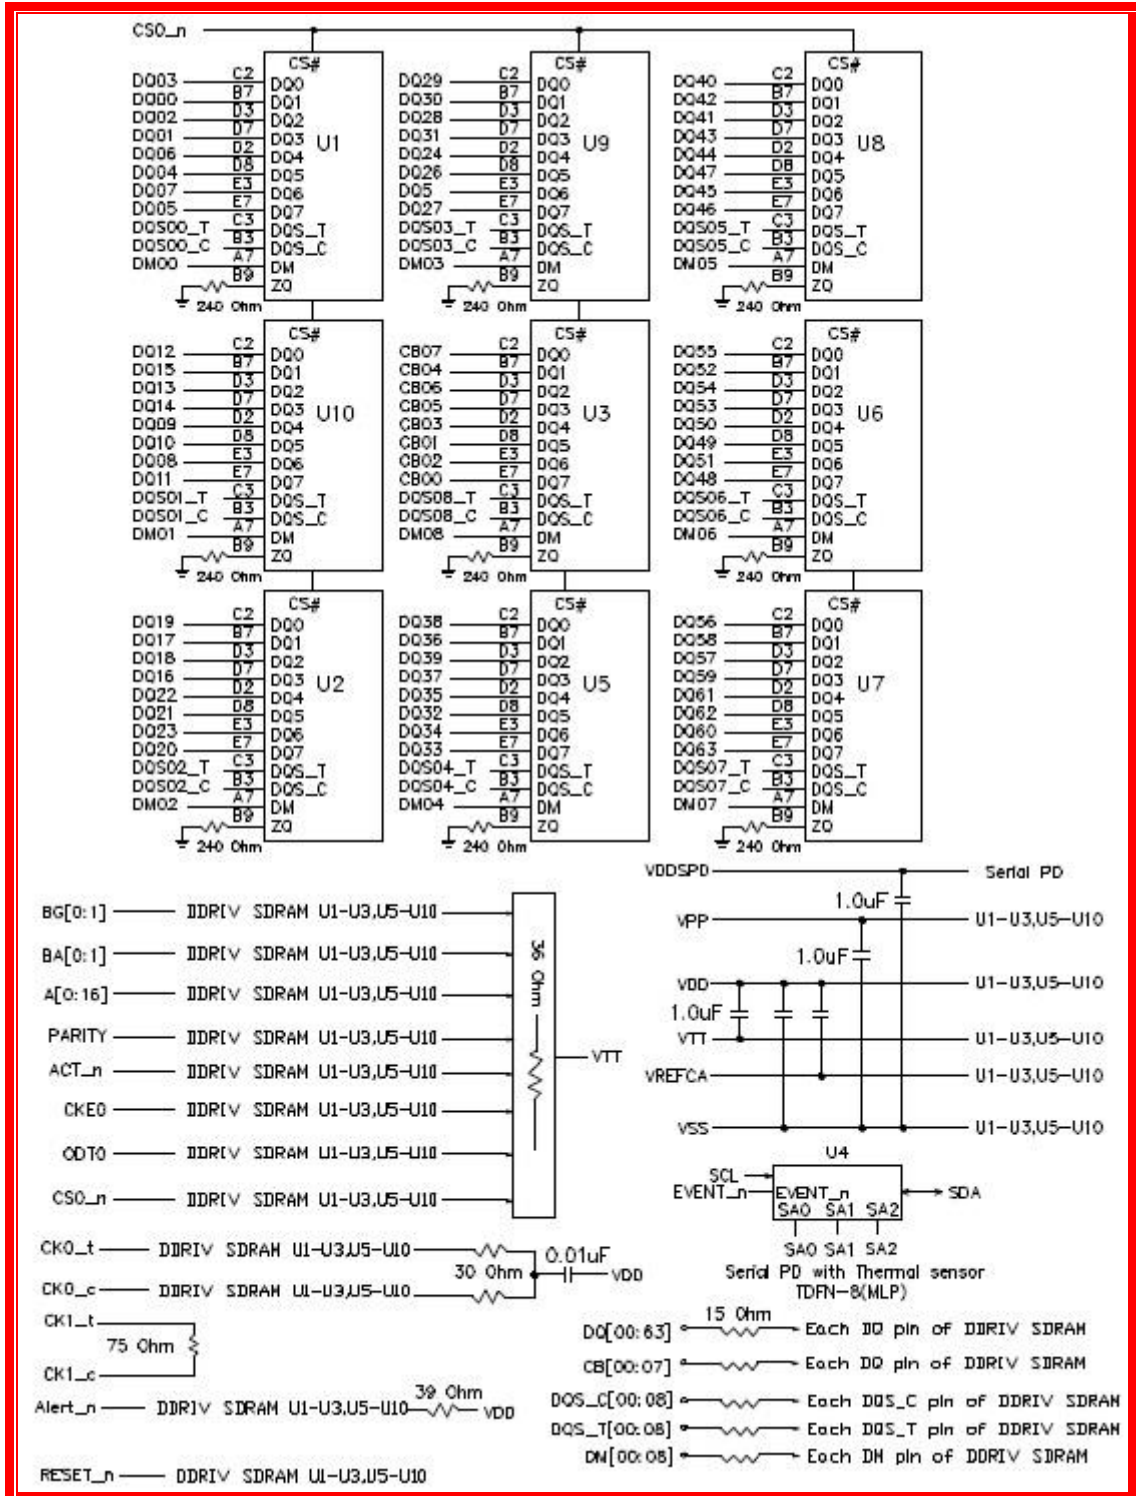 CS0_n
CS#
DQ03 C2 DQ0
DQ00 B7 DQ1
DQ02 D3 DQ2
DQ01 D7 DQ3
DQ06 D2 DQ4
DQ04 D8 DQ5
DQ07 E3 DQ6
DQ05 E7 DQ7
DQS00_T C3 DQS_T
DQS00_C B3 DQS_C
DM00 A7 DM
B9 ZQ
U1
240 Ohm
CS#
DQ29 C2 DQ0
DQ30 B7 DQ1
DQ28 D3 DQ2
DQ31 D7 DQ3
DQ24 D2 DQ4
DQ26 D8 DQ5
DQ5 E3 DQ6
DQ27 E7 DQ7
DQS03_T C3 DQS_T
DQS03_C B3 DQS_C
DM03 A7 DM
B9 ZQ
U9
240 Ohm
CS#
DQ40 C2 DQ0
DQ42 B7 DQ1
DQ41 D3 DQ2
DQ43 D7 DQ3
DQ44 D2 DQ4
DQ47 D8 DQ5
DQ45 E3 DQ6
DQ46 E7 DQ7
DQS05_T C3 DQS_T
DQS05_C B3 DQS_C
DM05 A7 DM
B9 ZQ
U8
240 Ohm
CS#
DQ12 C2 DQ0
DQ15 B7 DQ1
DQ13 D3 DQ2
DQ14 D7 DQ3
DQ09 D2 DQ4
DQ10 D8 DQ5
DQ08 E3 DQ6
DQ11 E7 DQ7
DQS01_T C3 DQS_T
DQS01_C B3 DQS_C
DM01 A7 DM
B9 ZQ
U10
240 Ohm
CS#
CB07 C2 DQ0
CB04 B7 DQ1
CB06 D3 DQ2
CB05 D7 DQ3
CB03 D2 DQ4
CB01 D8 DQ5
CB02 E3 DQ6
CB00 E7 DQ7
DQS08_T C3 DQS_T
DQS08_C B3 DQS_C
DM08 A7 DM
B9 ZQ
U3
240 Ohm
CS#
DQ55 C2 DQ0
DQ52 B7 DQ1
DQ54 D3 DQ2
DQ53 D7 DQ3
DQ50 D2 DQ4
DQ49 D8 DQ5
DQ51 E3 DQ6
DQ48 E7 DQ7
DQS06_T C3 DQS_T
DQS06_C B3 DQS_C
DM06 A7 DM
B9 ZQ
U6
240 Ohm
CS#
DQ19 C2 DQ0
DQ17 B7 DQ1
DQ18 D3 DQ2
DQ16 D7 DQ3
DQ22 D2 DQ4
DQ21 D8 DQ5
DQ23 E3 DQ6
DQ20 E7 DQ7
DQS02_T C3 DQS_T
DQS02_C B3 DQS_C
DM02 A7 DM
B9 ZQ
U2
240 Ohm
CS#
DQ38 C2 DQ0
DQ36 B7 DQ1
DQ39 D3 DQ2
DQ37 D7 DQ3
DQ35 D2 DQ4
DQ32 D8 DQ5
DQ34 E3 DQ6
DQ33 E7 DQ7
DQS04_T C3 DQS_T
DQS04_C B3 DQS_C
DM04 A7 DM
B9 ZQ
U5
240 Ohm
CS#
DQ56 C2 DQ0
DQ58 B7 DQ1
DQ57 D3 DQ2
DQ59 D7 DQ3
DQ61 D2 DQ4
DQ62 D8 DQ5
DQ60 E3 DQ6
DQ63 E7 DQ7
DQS07_T C3 DQS_T
DQS07_C B3 DQS_C
DM07 A7 DM
B9 ZQ
U7
240 Ohm
BG[0:1] DDRIV SDRAM U1-U3,U5-U10
BA[0:1] DDRIV SDRAM U1-U3,U5-U10
A[0:16] DDRIV SDRAM U1-U3,U5-U10
PARITY DDRIV SDRAM U1-U3,U5-U10
ACT_n DDRIV SDRAM U1-U3,U5-U10
CKE0 DDRIV SDRAM U1-U3,U5-U10
ODT0 DDRIV SDRAM U1-U3,U5-U10
CS0_n DDRIV SDRAM U1-U3,U5-U10
36 Ohm
VTT
VDDSPD Serial PD
1.0uF
VPP U1-U3,U5-U10
1.0uF
VDD U1-U3,U5-U10
1.0uF
VTT U1-U3,U5-U10
VREFCA U1-U3,U5-U10
VSS U1-U3,U5-U10
U4
SCL
EVENT_n EVENT_n SDA
SA0 SA1 SA2
SA0 SA1 SA2
Serial PD with Thermal sensor
TDFN-8(MLP)
CK0_t DDRIV SDRAM U1-U3,U5-U10
30 Ohm 0.01uF VDD
CK0_c DDRIV SDRAM U1-U3,U5-U10
CK1_t
75 Ohm
CK1_c
Alert_n DDRIV SDRAM U1-U3,U5-U10 39 Ohm VDD
RESET_n DDRIV SDRAM U1-U3,U5-U10
15 Ohm
DQ[00:63] Each DQ pin of DDRIV SDRAM
CB[00:07] Each DQ pin of DDRIV SDRAM
DQS_C[00:08] Each DQS_C pin of DDRIV SDRAM
DQS_T[00:08] Each DQS_T pin of DDRIV SDRAM
DM[00:08] Each DM pin of DDRIV SDRAM